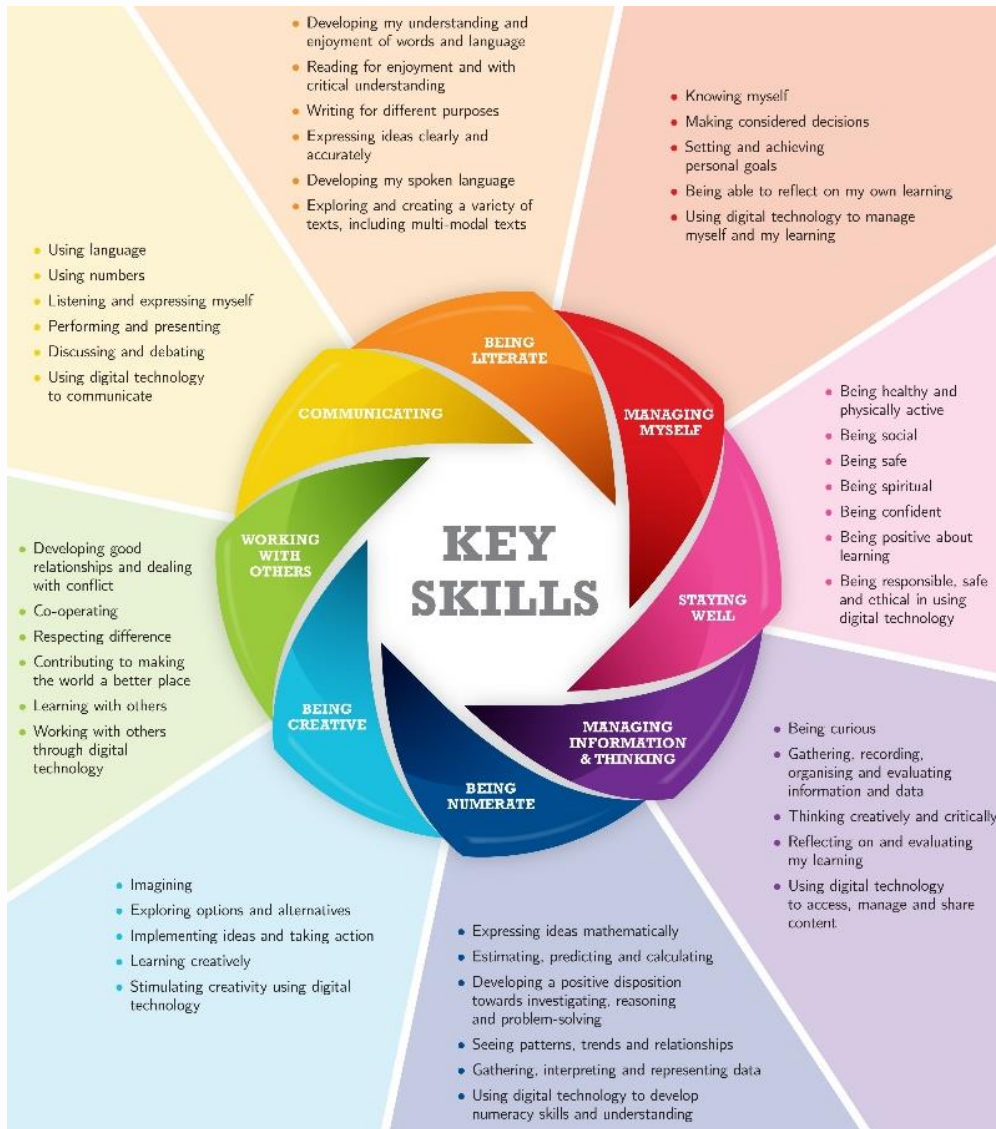 • Developing my understanding and
enjoyment of words and language
• Reading for enjoyment and with
critical understanding
• Writing for different purposes
• Expressing ideas clearly and
accurately
• Developing my spoken language
• Exploring and creating a variety of
texts, including multi-modal texts
• Knowing myself
• Making considered decisions
• Setting and achieving
personal goals
• Being able to reflect on my own learning
• Using digital technology to manage
myself and my learning
• Using language
• Using numbers
• Listening and expressing myself
• Performing and presenting
• Discussing and debating
• Using digital technology
to communicate
BEING
LITERATE
COMMUNICATING
MANAGING
MYSELF
• Being healthy and
physically active
• Being social
• Being safe
• Being spiritual
• Being confident
• Being positive about
learning
• Being responsible, safe
and ethical in using
digital technology
WORKING
WITH
OTHERS
KEY
SKILLS
STAYING
WELL
• Developing good
relationships and dealing
with conflict
• Co-operating
• Respecting difference
• Contributing to making
the world a better place
• Learning with others
• Working with others
through digital
technology
BEING
CREATIVE
BEING
NUMERATE
MANAGING
INFORMATION
& THINKING
• Being curious
• Gathering, recording,
organising and evaluating
information and data
• Thinking creatively and critically
• Reflecting on and evaluating
my learning
• Using digital technology
to access, manage and share
content
• Imagining
• Exploring options and alternatives
• Implementing ideas and taking action
• Learning creatively
• Stimulating creativity using digital
technology
• Expressing ideas mathematically
• Estimating, predicting and calculating
• Developing a positive disposition
towards investigating, reasoning
and problem-solving
• Seeing patterns, trends and relationships
• Gathering, interpreting and representing data
• Using digital technology to develop
numeracy skills and understanding